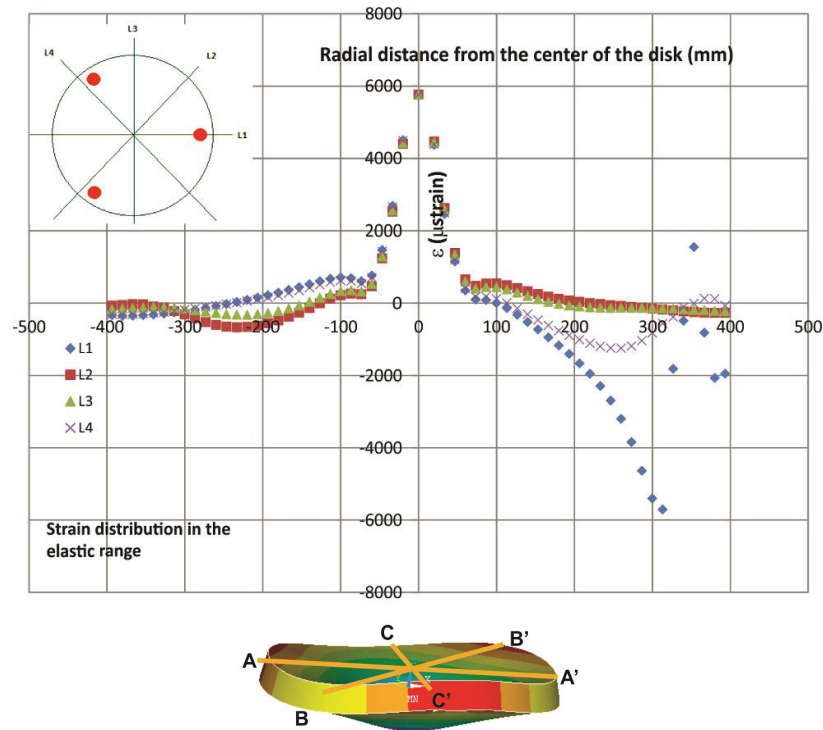 8000
L3
Radial distance from the center of the disk (mm)
L4
L2
6000
L1
4000
ε (μstrain)
2000
0
-500
-400
-300
-200
-100
0
100
200
300
400
500
L1
L2
-2000
L3
L4
-4000
-6000
Strain distribution in the
elastic range
-8000
C
B'
A
A'
X
MN
C'
B